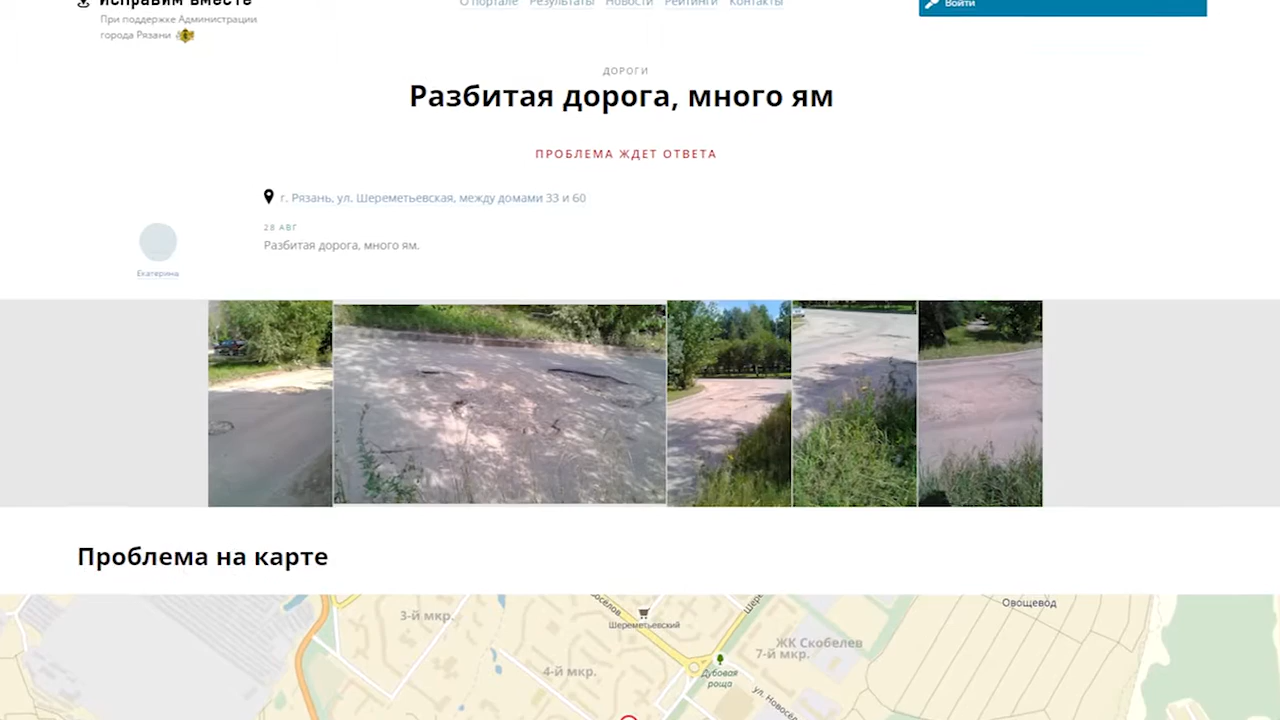 Исправим вместе
При поддержке Администрации
города Рязани
О портале Результаты Новости Рейтинги Контакты
Войти
ДОРОГИ
Разбитая дорога, много ям
ПРОБЛЕМА ЖДЕТ ОТВЕТА
г. Рязань, ул. Шереметьевская, между домами 33 и 60
28 АВГ
Разбитая дорога, много ям.
Екатерина
Проблема на карте
Овощевод
3-й мкр.
Шереметьевский
ЖК Скобелев
7-й мкр.
4-й мкр.
Дубовая
роща
ул. Новосёл